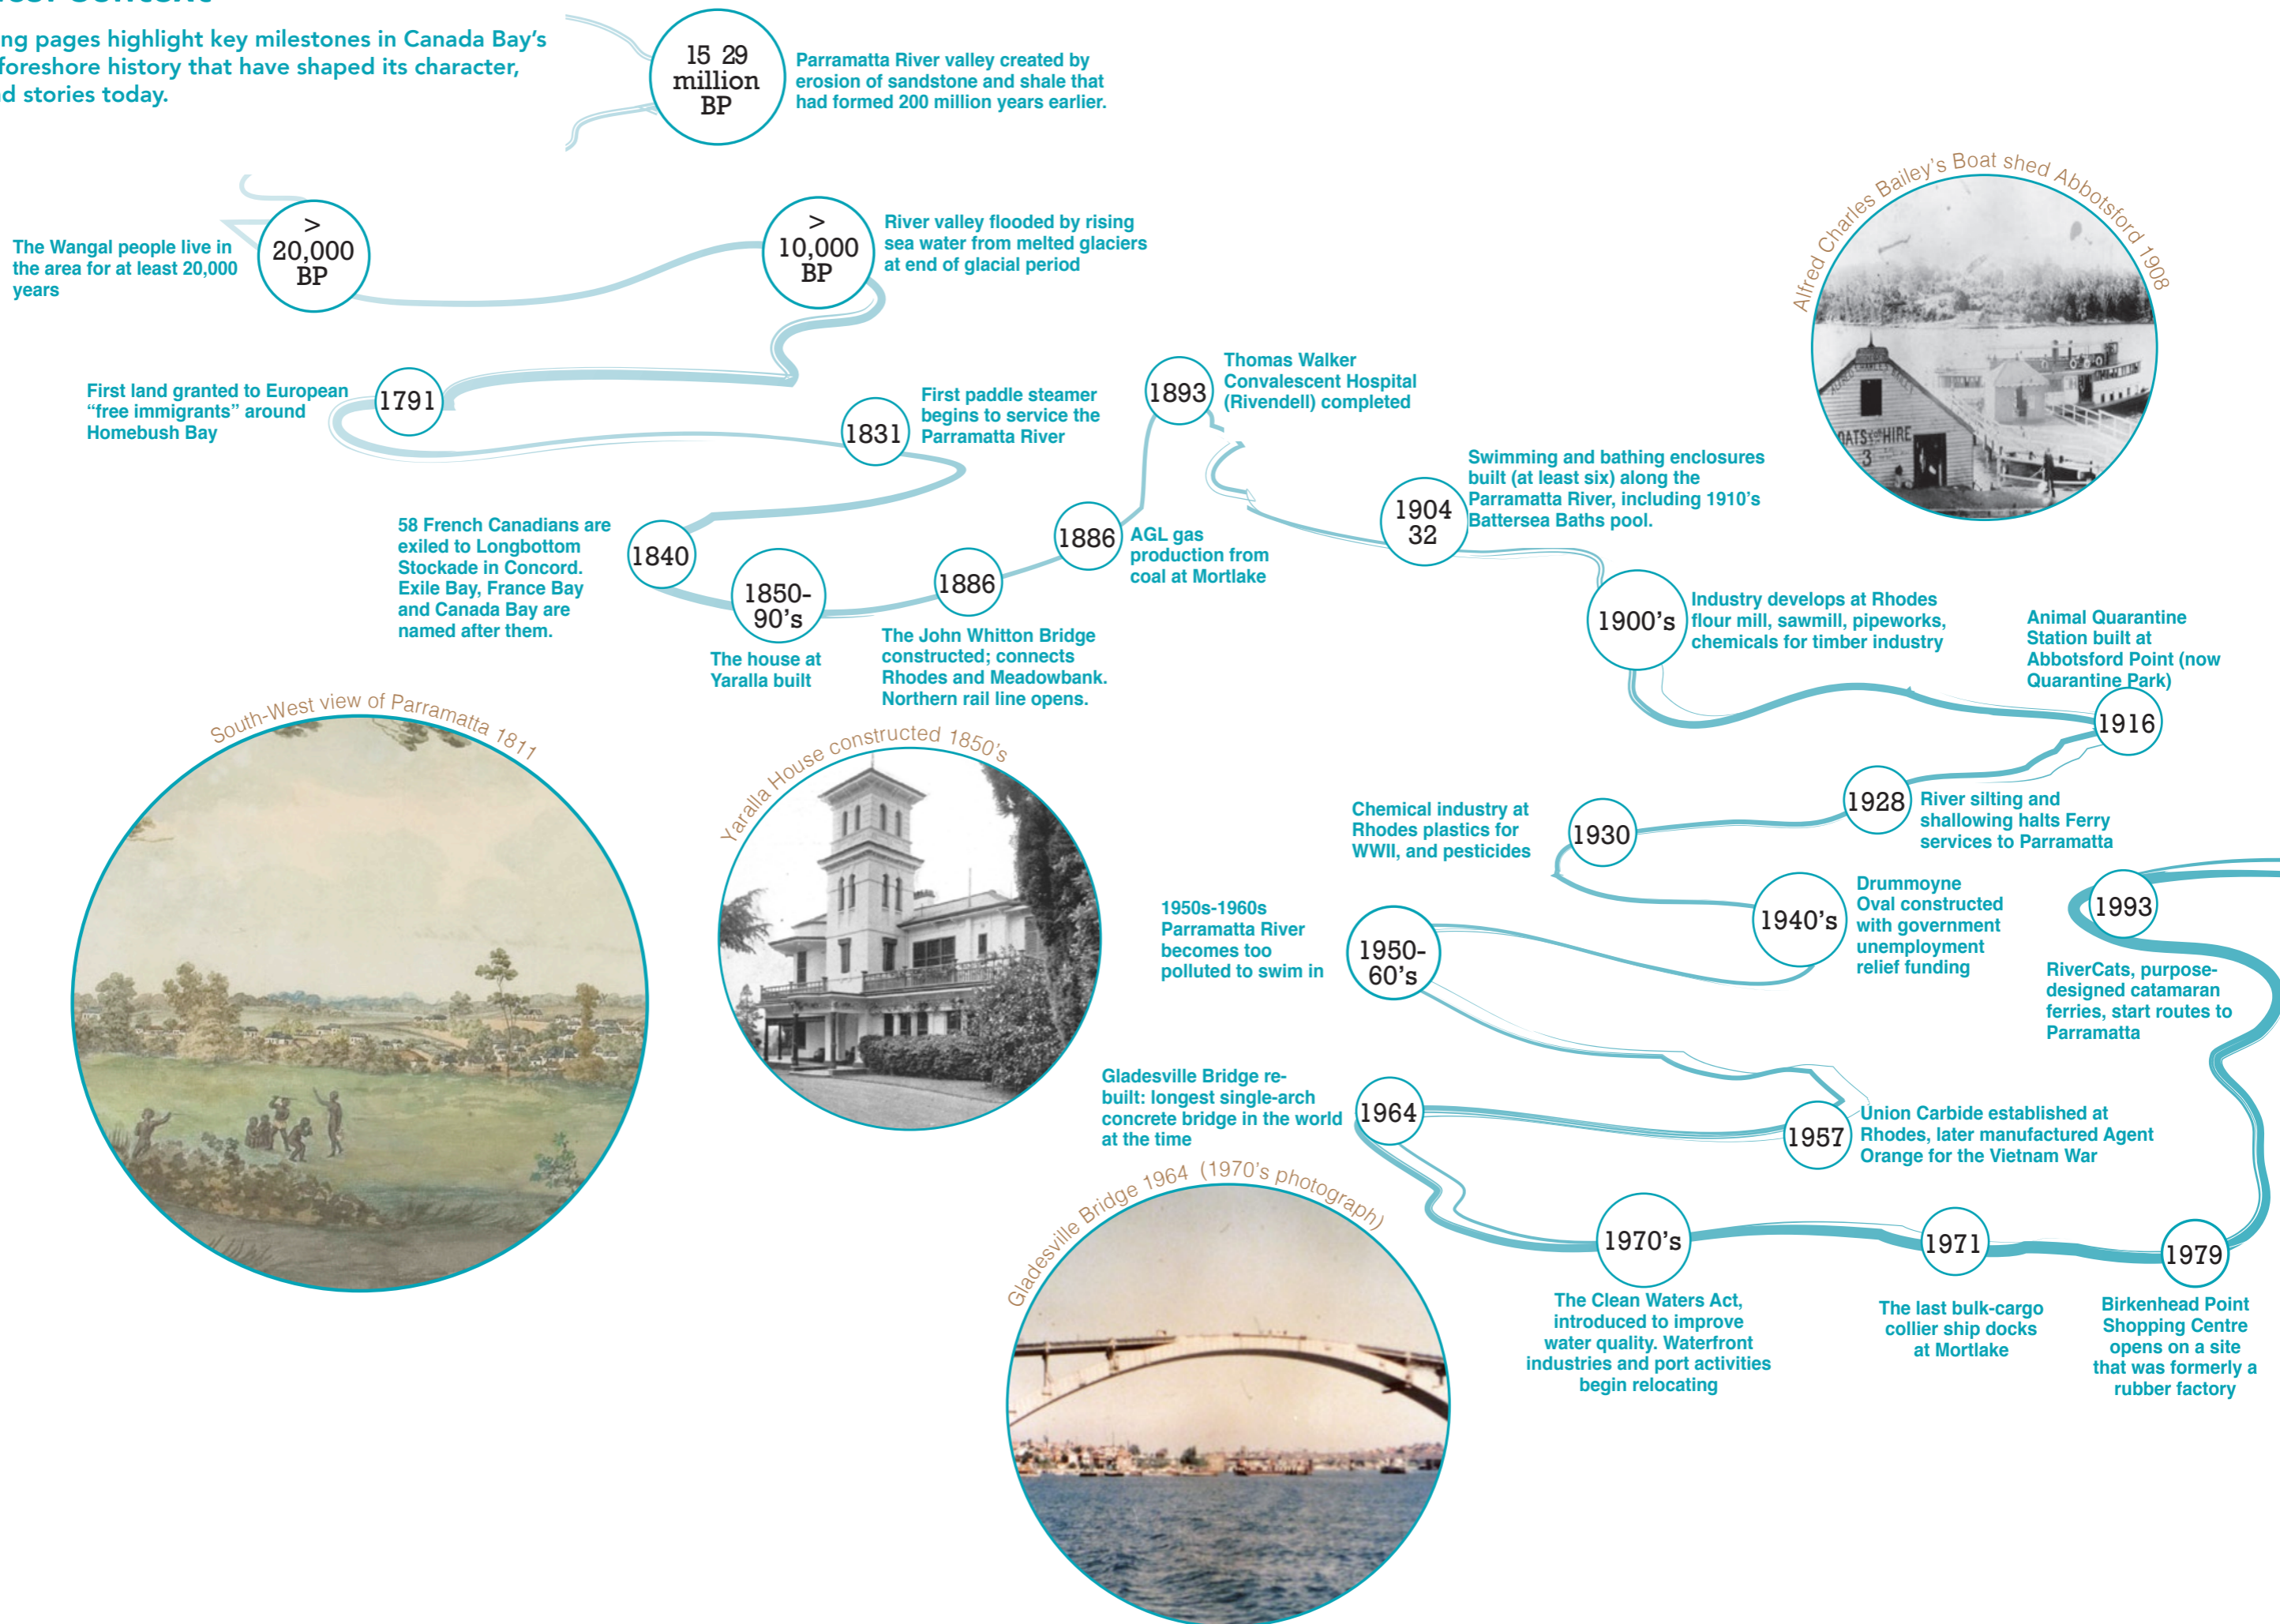 ng pages highlight key milestones in Canada Bay's
foreshore history that have shaped its character,
d stories today.
15 29
million
BP
Parramatta River valley created by
erosion of sandstone and shale that
had formed 200 million years earlier.
>
20,000
BP
The Wangal people live in
the area for at least 20,000
years
>
10,000
BP
River valley flooded by rising
sea water from melted glaciers
at end of glacial period
1791
First land granted to European
“free immigrants” around
Homebush Bay
1831
First paddle steamer
begins to service the
Parramatta River
1840
58 French Canadians are
exiled to Longbottom
Stockade in Concord.
Exile Bay, France Bay
and Canada Bay are
named after them.
1850-
90’s
The house at
Yaralla built
1886
The John Whitton Bridge
constructed; connects
Rhodes and Meadowbank.
Northern rail line opens.
1886
AGL gas
production from
coal at Mortlake
1893
Thomas Walker
Convalescent Hospital
(Rivendell) completed
1904
32
Swimming and bathing enclosures
built (at least six) along the
Parramatta River, including 1910’s
Battersea Baths pool.
Alfred Charles Bailey’s Boat shed Abbotsford 1908
OATS FOR HIRE
3
1900’s
Industry develops at Rhodes
flour mill, sawmill, pipeworks,
chemicals for timber industry
Animal Quarantine
Station built at
Abbotsford Point (now
Quarantine Park)
1916
1928
River silting and
shallowing halts Ferry
services to Parramatta
Chemical industry at
Rhodes plastics for
WWII, and pesticides
1930
1940’s
Drummoyne
Oval constructed
with government
unemployment
relief funding
1950s-1960s
Parramatta River
becomes too
polluted to swim in
1950-
60’s
1957
Union Carbide established at
Rhodes, later manufactured Agent
Orange for the Vietnam War
Gladesville Bridge re-
built: longest single-arch
concrete bridge in the world
at the time
1964
1970’s
The Clean Waters Act,
introduced to improve
water quality. Waterfront
industries and port activities
begin relocating
1971
The last bulk-cargo
collier ship docks
at Mortlake
1979
Birkenhead Point
Shopping Centre
opens on a site
that was formerly a
rubber factory
1993
RiverCats, purpose-
designed catamaran
ferries, start routes to
Parramatta
South-West view of Parramatta 1811
Yaralla House constructed 1850’s
Gladesville Bridge 1964 (1970’s photograph)